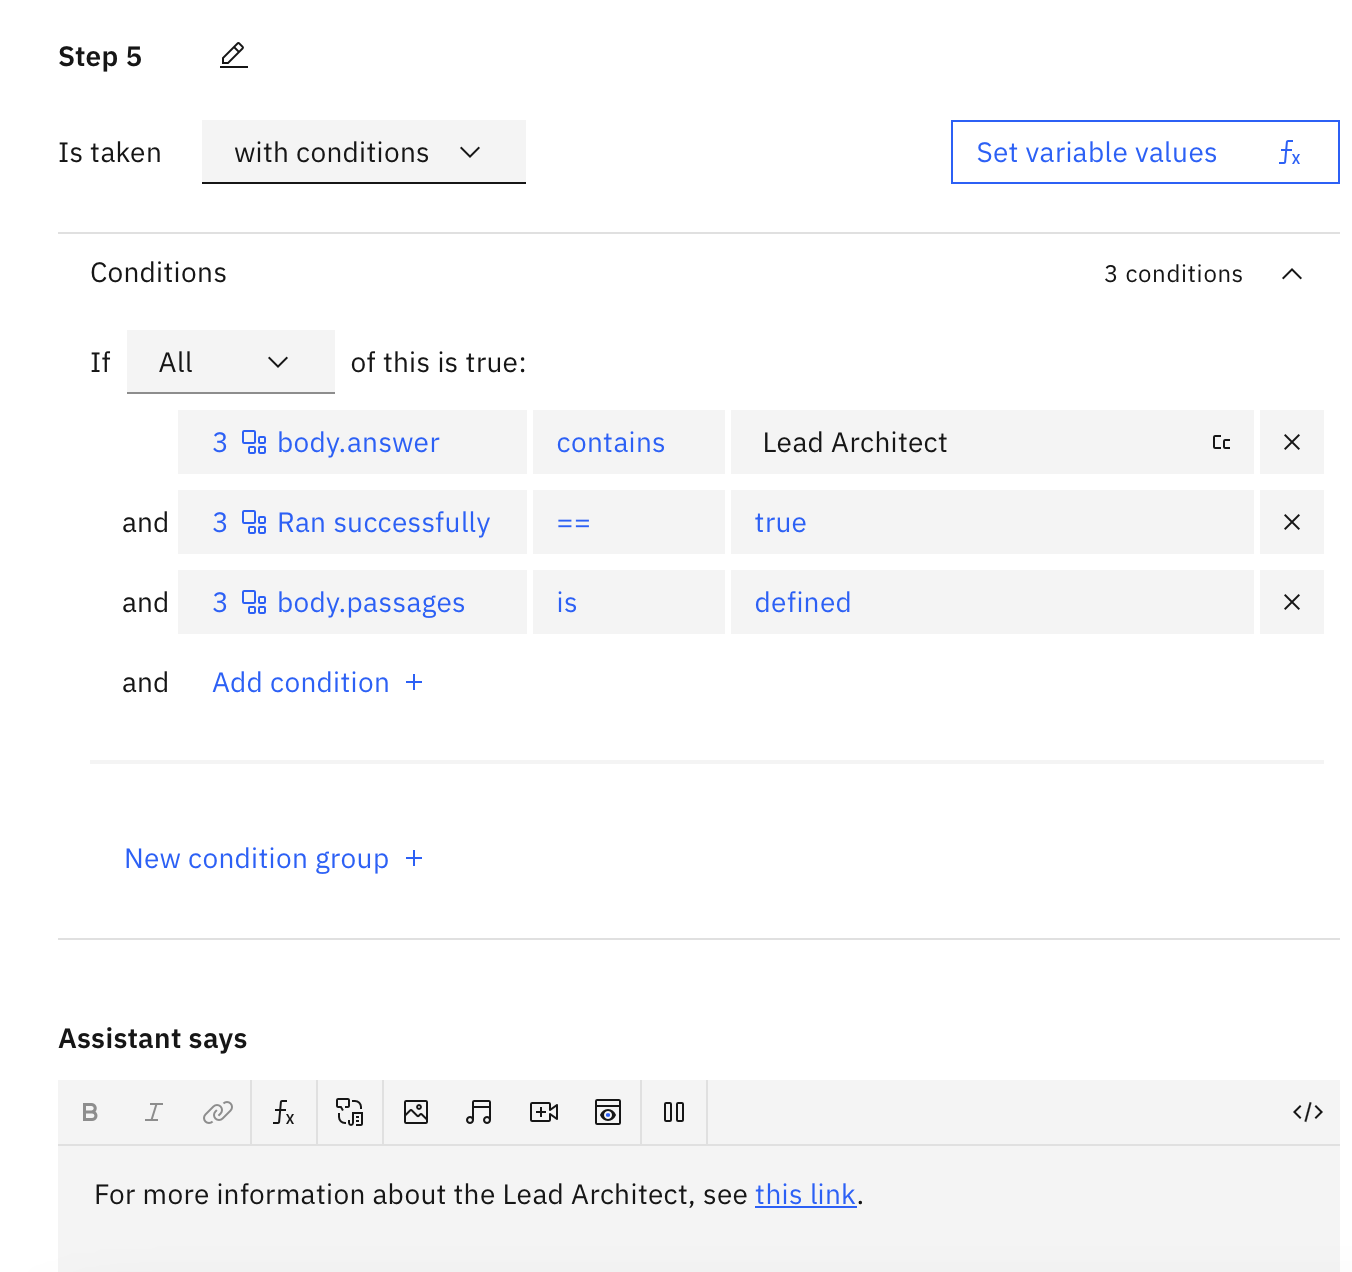 Step 5
Is taken with conditions Set variable values fx
Conditions 3 conditions
If All of this is true:
3 body.answer contains Lead Architect Cc
and 3 Ran successfully == true
and 3 body.passages is defined
and Add condition +
New condition group +
Assistant says
B I fx </>
For more information about the Lead Architect, see this link.